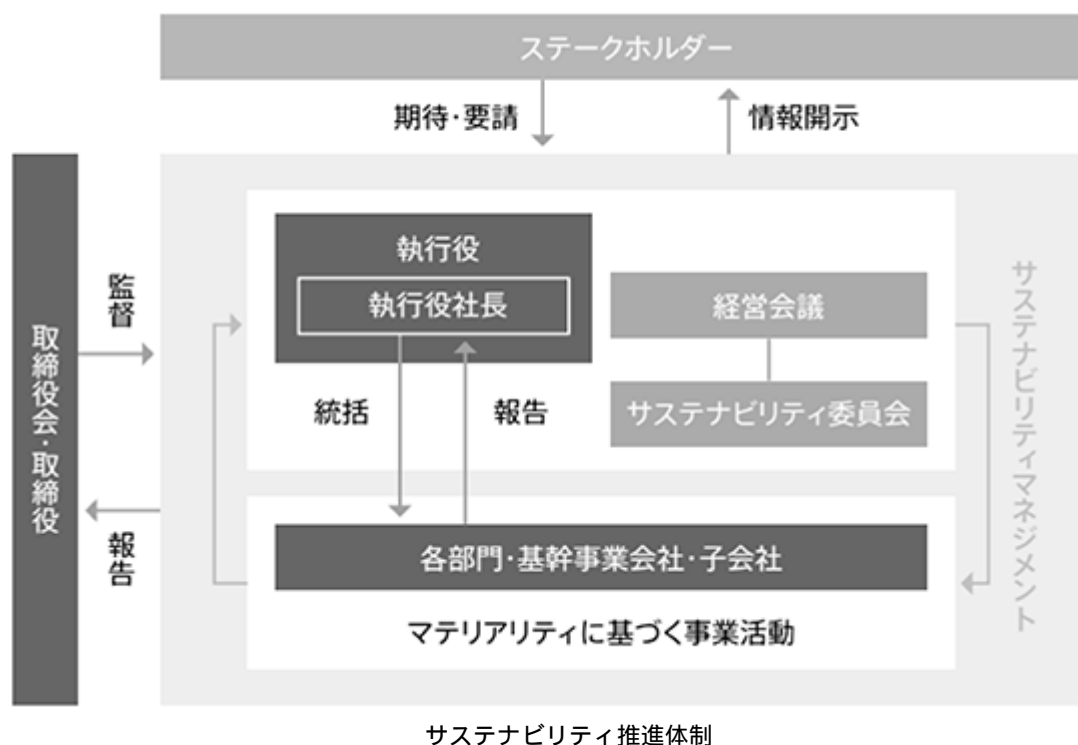 ステークホルダー
期待・要請
情報開示
取締役会・取締役
監督
報告
執行役
執行役社長
経営会議
サステナビリティ委員会
統括
報告
各部門・基幹事業会社・子会社
マテリアリティに基づく事業活動
サステナビリティマネジメント
サステナビリティ推進体制